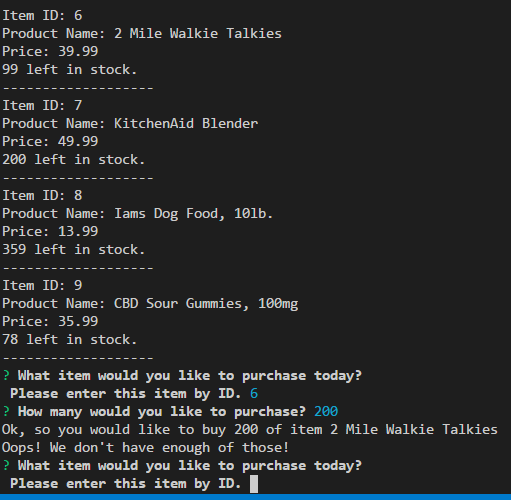 Item ID: 6
Product Name: 2 Mile Walkie Talkies
Price: 39.99
99 left in stock.
-------------------
Item ID: 7
Product Name: KitchenAid Blender
Price: 49.99
200 left in stock.
-------------------
Item ID: 8
Product Name: Iams Dog Food, 10lb.
Price: 13.99
359 left in stock.
-------------------
Item ID: 9
Product Name: CBD Sour Gummies, 100mg
Price: 35.99
78 left in stock.
-------------------
? What item would you like to purchase today?
Please enter this item by ID. 6
? How many would you like to purchase? 200
Ok, so you would like to buy 200 of item 2 Mile Walkie Talkies
Oops! We don't have enough of those!
? What item would you like to purchase today?
Please enter this item by ID.